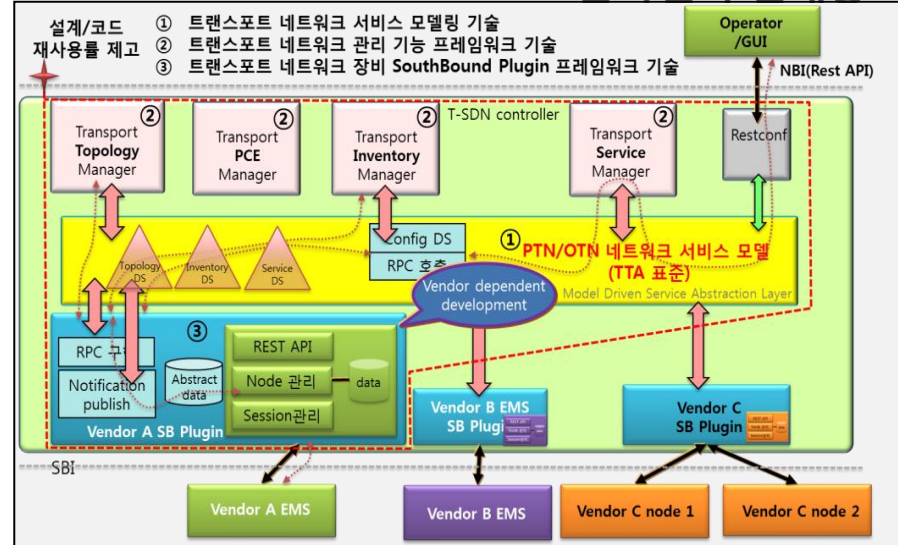 설계/코드
재사용률 제고
① 트랜스포트 네트워크 서비스 모델링 기술
② 트랜스포트 네트워크 관리 기능 프레임워크 기술
③ 트랜스포트 네트워크 장비 SouthBound Plugin 프레임워크 기술
Operator
/GUI
NBI(Rest API)
T-SDN controller
②
Transport
Topology
Manager
②
Transport
PCE
Manager
②
Transport
Inventory
Manager
②
Transport
Service
Manager
Restconf
Topology
DS
Inventory
DS
Service
DS
Config DS
RPC 호출
①
PTN/OTN 네트워크 서비스 모델
(TTA 표준)
Model Driven Service Abstraction Layer
Vendor dependent
development
③
RPC
Notification
publish
Abstract
data
REST API
Node 관리
Session관리
data
Vendor A SB Plugin
Vendor B EMS
SB Plugin
Vendor C
SB Plugin
SBI
Vendor A EMS
Vendor B EMS
Vendor C node 1
Vendor C node 2